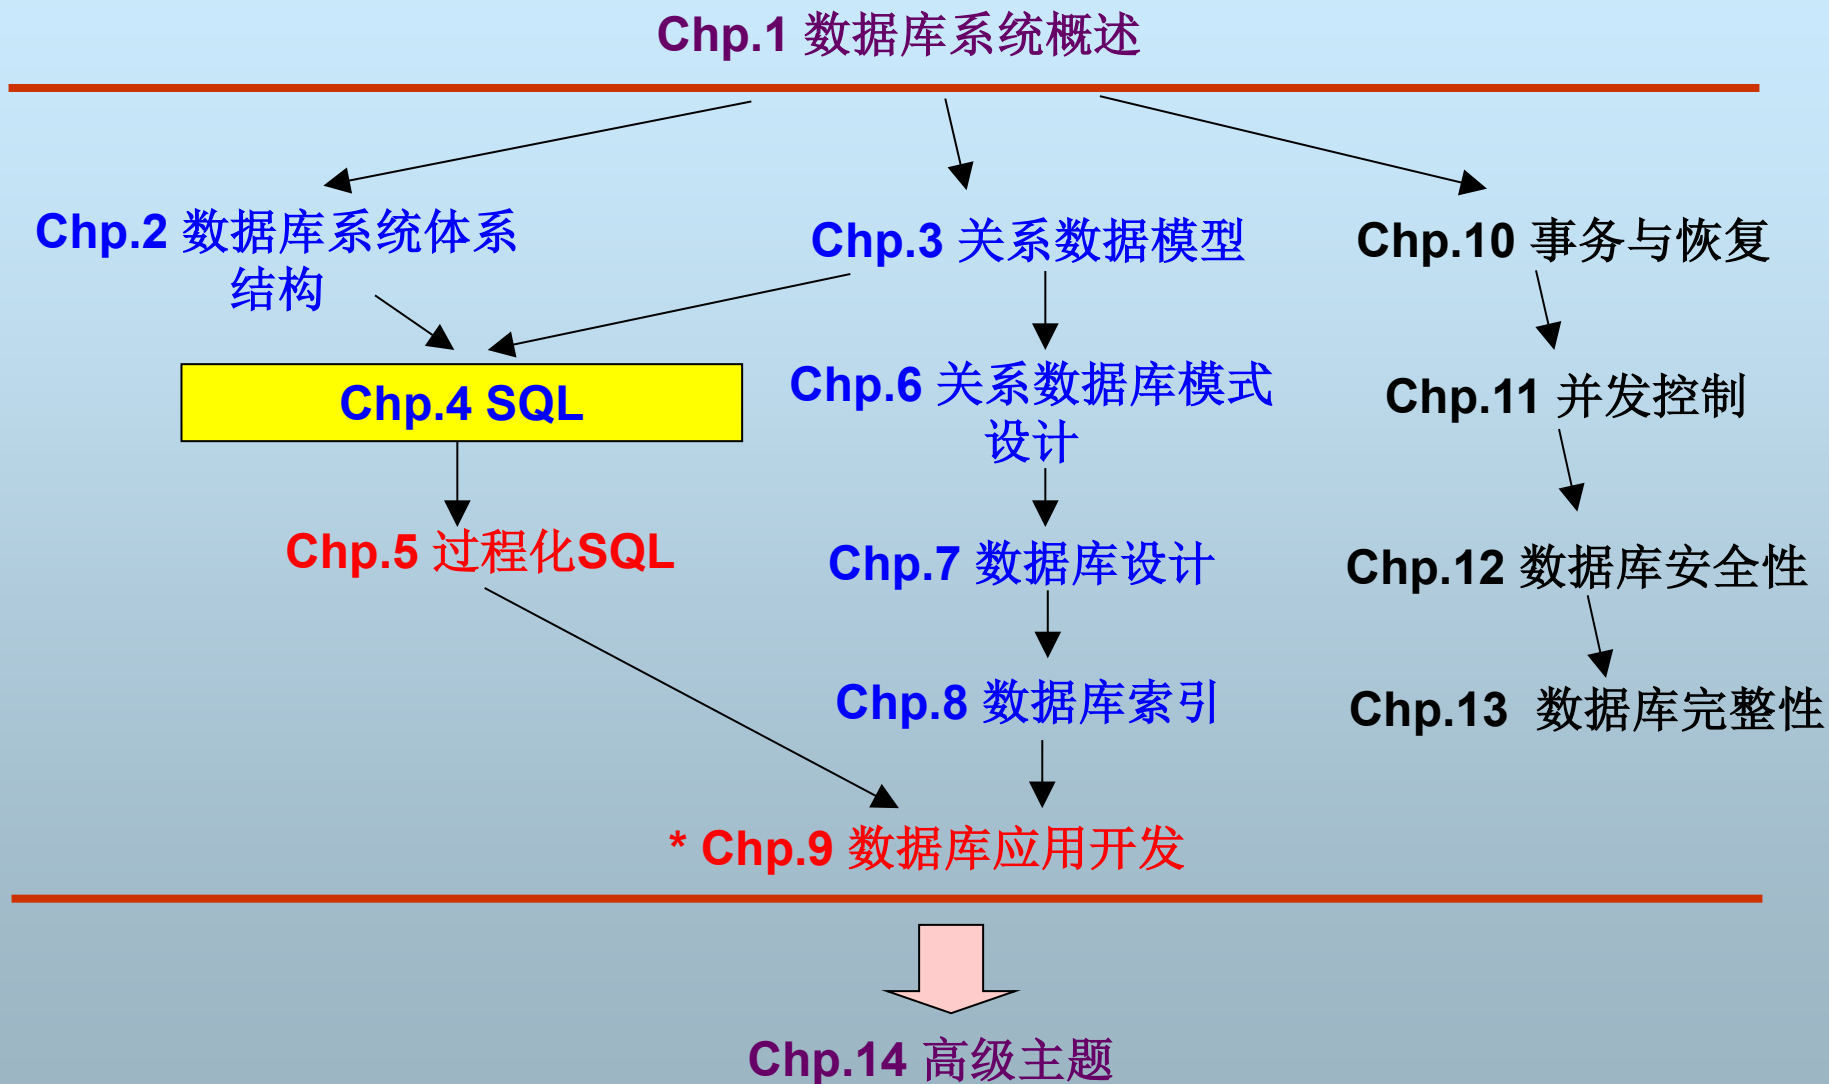 Chp.1 数据库系统概述
Chp.2 数据库系统体系
结构
Chp.3 关系数据模型
Chp.10 事务与恢复
Chp.4 SQL
Chp.6 关系数据库模式
设计
Chp.11 并发控制
Chp.5 过程化SQL
Chp.7 数据库设计
Chp.12 数据库安全性
Chp.8 数据库索引
Chp.13 数据库完整性
* Chp.9 数据库应用开发
Chp.14 高级主题